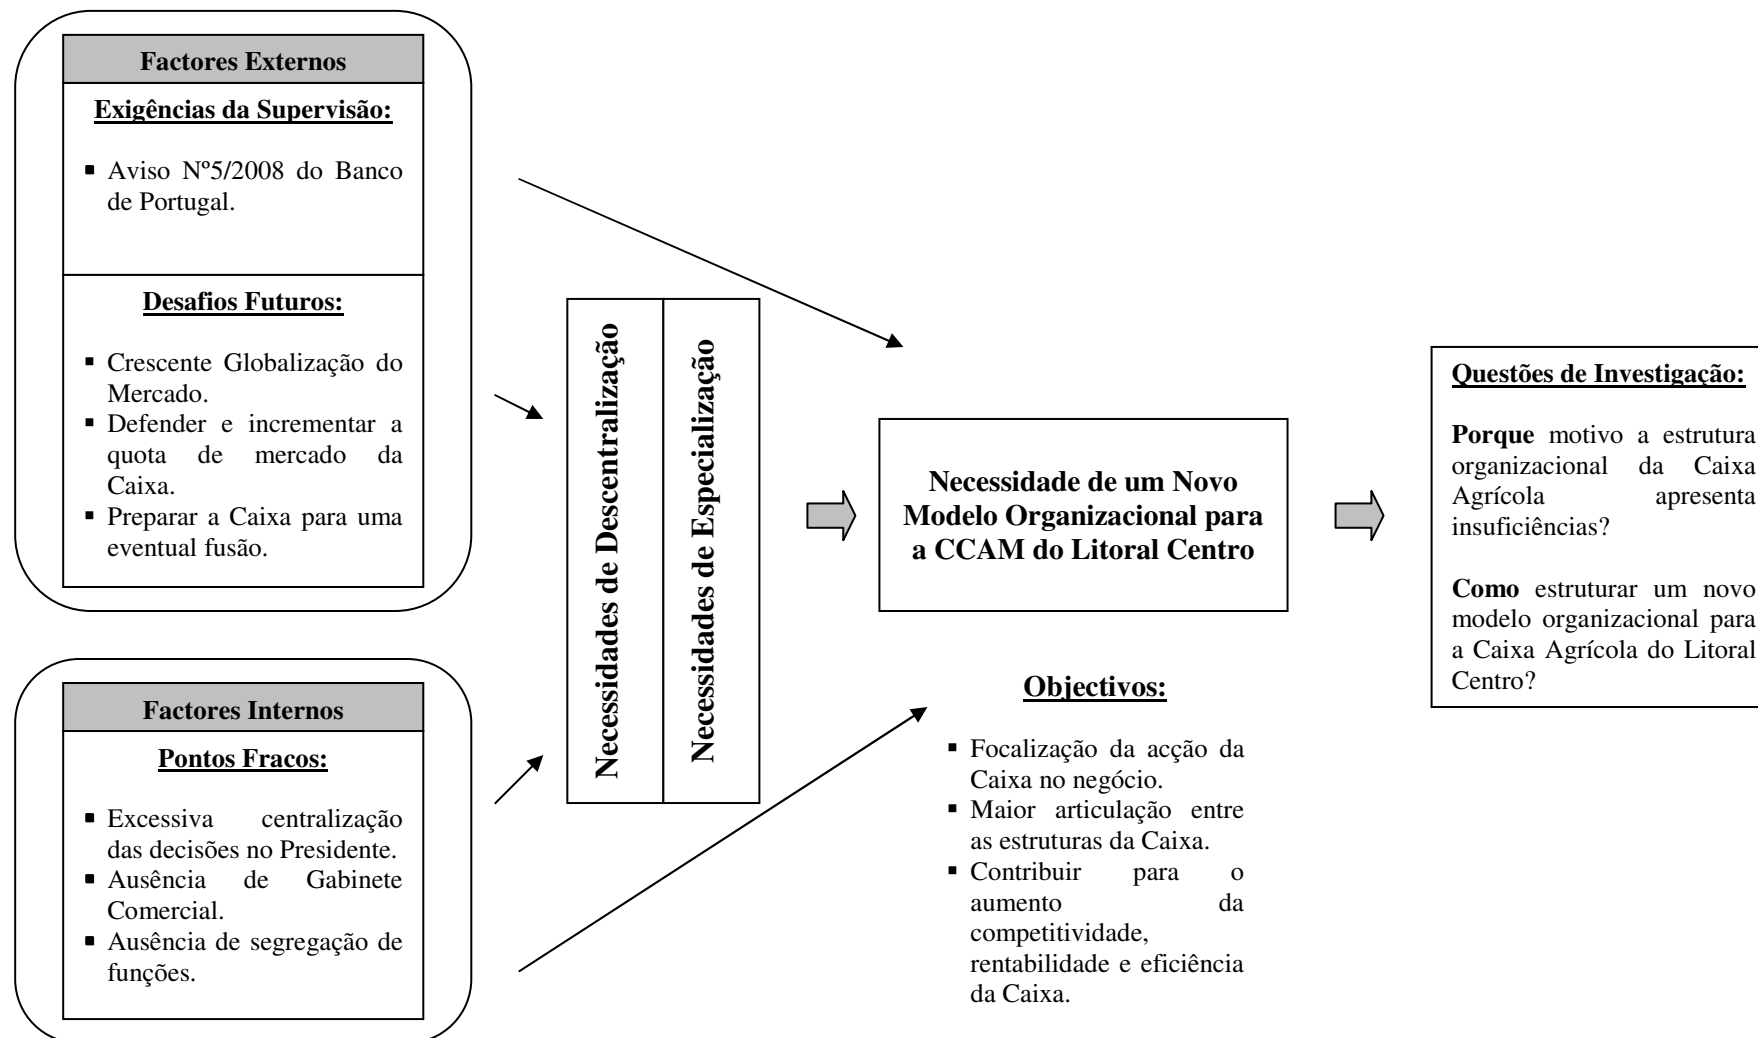 Factores Externos
Exigências da Supervisão:
▪ Aviso Nº5/2008 do Banco
de Portugal.
Desafios Futuros:
▪ Crescente Globalização do
Mercado.
▪ Defender e incrementar a
quota de mercado da
Caixa.
▪ Preparar a Caixa para uma
eventual fusão.
Factores Internos
Pontos Fracos:
▪ Excessiva centralização
das decisões no Presidente.
▪ Ausência de Gabinete
Comercial.
▪ Ausência de segregação de
funções.
Necessidades de Descentralização
Necessidades de Especialização
Necessidade de um Novo
Modelo Organizacional para
a CCAM do Litoral Centro
Objectivos:
▪ Focalização da acção da
Caixa no negócio.
▪ Maior articulação entre
as estruturas da Caixa.
▪ Contribuir para o
aumento da
competitividade,
rentabilidade e eficiência
da Caixa.
Questões de Investigação:
Porque motivo a estrutura
organizacional da Caixa
Agrícola apresenta
insuficiências?
Como estruturar um novo
modelo organizacional para
a Caixa Agrícola do Litoral
Centro?